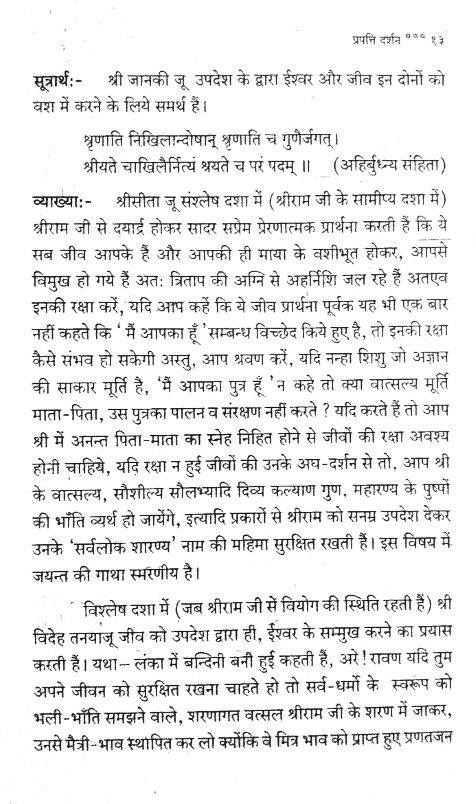 प्रपत्ति दर्शन *** १३
सूत्रार्थ:- श्री जानकी जू उपदेश के द्वारा ईश्वर और जीव इन दोनों को
वश में करने के लिये समर्थ हैं।
श्रृणाति निखिलान्दोषान् श्रृणाति च गुणैर्जगत्।
श्रीयते चाखिलैर्नित्यं श्रयते च परं पदम् ॥ (अहिर्बुध्न्य संहिता)
व्याख्या:- श्रीसीता जू संश्लेष दशा में (श्रीराम जी के सामीप्य दशा में)
श्रीराम जी से दयार्द्र होकर सादर सप्रेम प्रेरणात्मक प्रार्थना करती हैं कि ये
सब जीव आपके हैं और आपकी ही माया के वशीभूत होकर, आपसे
विमुख हो गये हैं अत: त्रिताप की अग्नि से अहर्निशि जल रहे हैं अतएव
इनकी रक्षा करें, यदि आप कहें कि ये जीव प्रार्थना पूर्वक यह भी एक बार
नहीं कहते कि ' मैं आपका हूँ ' सम्बन्ध विच्छेद किये हुए है, तो इनकी रक्षा
कैसे संभव हो सकेगी अस्तु, आप श्रवण करें, यदि नन्हा शिशु जो अज्ञान
की साकार मूर्ति है, 'मैं आपका पुत्र हूँ ' न कहे तो क्या वात्सल्य मूर्ति
माता-पिता, उस पुत्रका पालन व संरक्षण नहीं करते ? यदि करते हैं तो आप
श्री में अनन्त पिता-माता का स्नेह निहित होने से जीवों की रक्षा अवश्य
होनी चाहिये, यदि रक्षा न हुई जीवों की उनके अघ-दर्शन से तो, आप श्री
के वात्सल्य, सौशील्य सौलभ्यादि दिव्य कल्याण गुण, महारण्य के पुष्पों
की भाँति व्यर्थ हो जायेंगे, इत्यादि प्रकारों से श्रीराम को सनम्र उपदेश देकर
उनके 'सर्वलोक शारण्य' नाम की महिमा सुरक्षित रखती हैं। इस विषय में
जयन्त की गाथा स्मरणीय है।
विश्लेष दशा में (जब श्रीराम जी सें वियोग की स्थिति रहती है) श्री
विदेह तनयाजू जीव को उपदेश द्वारा ही, ईश्वर के सम्मुख करने का प्रयास
करती हैं। यथा— लंका में बन्दिनी बनी हुई कहती हैं, अरे ! रावण यदि तुम
अपने जीवन को सुरक्षित रखना चाहते हो तो सर्व-धर्मो के स्वरूप को
भली-भाँति समझने वाले, शरणागत वत्सल श्रीराम जी के शरण में जाकर,
उनसे मैत्री-भाव स्थापित कर लो क्योंकि वे मित्र भाव को प्राप्त हुए प्रणतजन